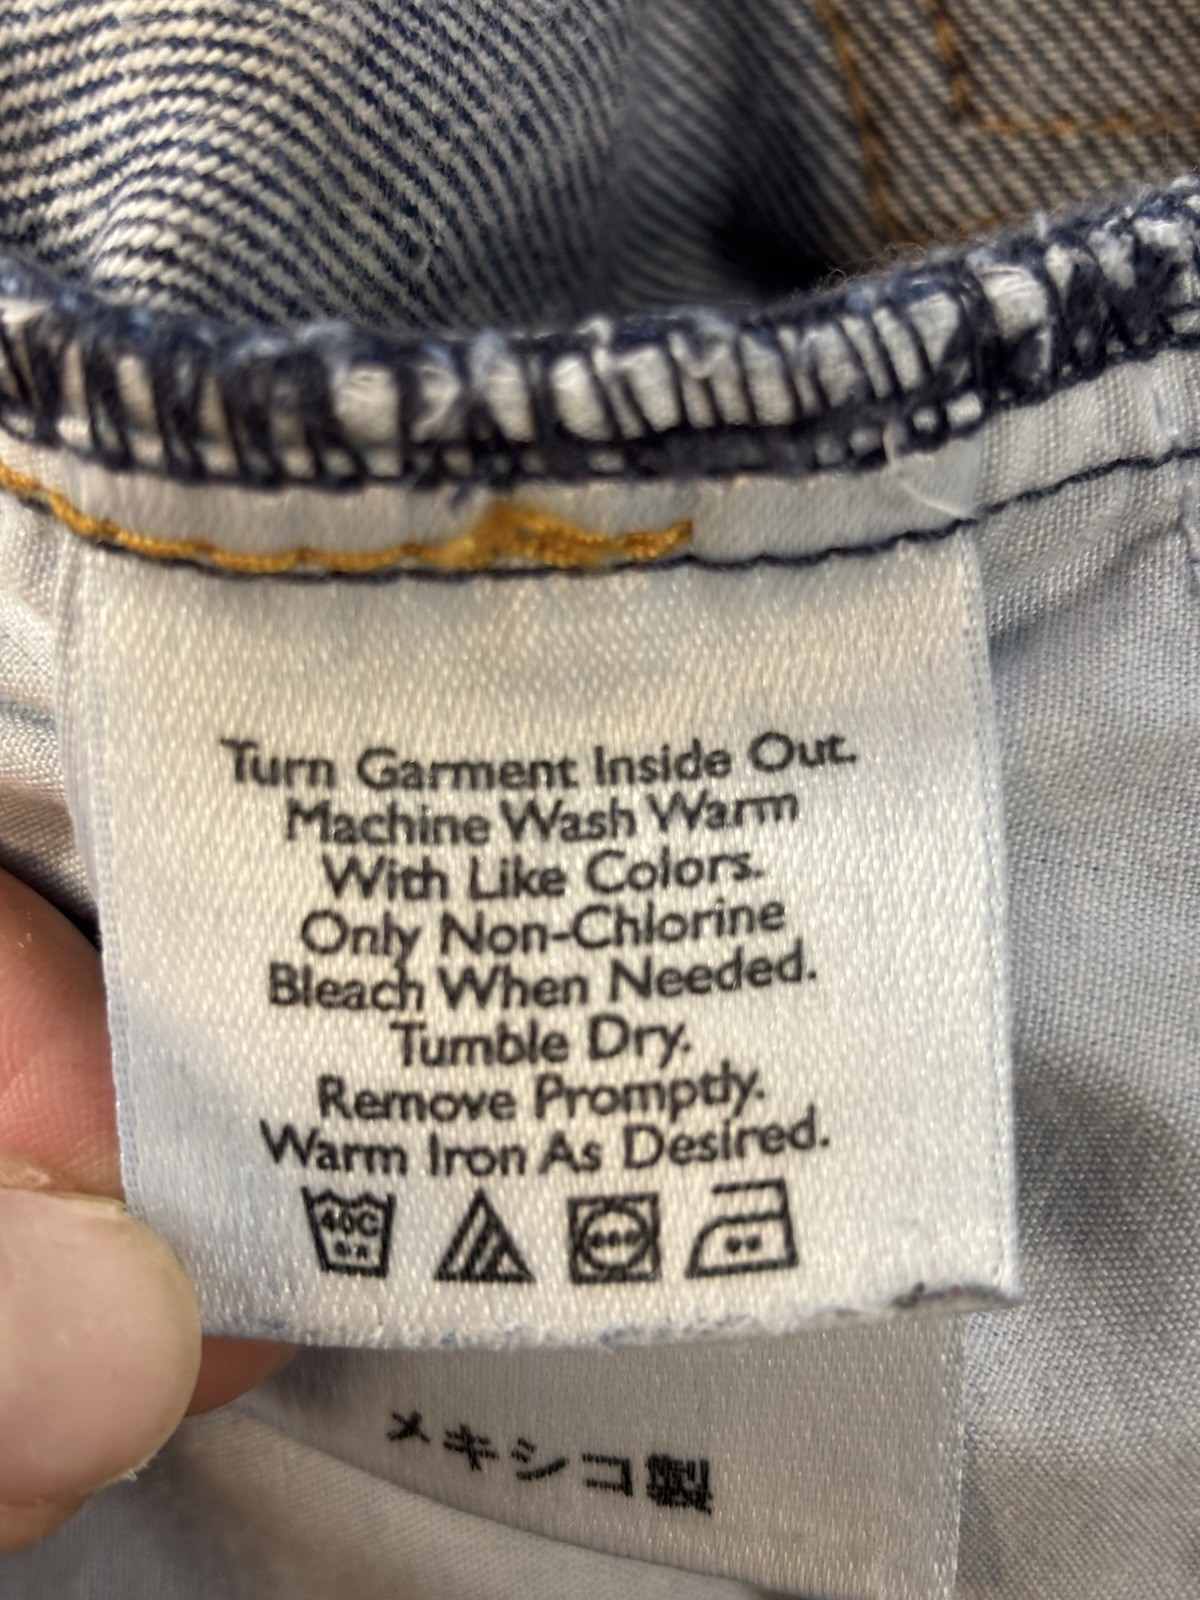 Turn Garment Inside Out.
Machine Wash Warm
With Like Colors.
Only Non-Chlorine
Bleach When Needed.
Tumble Dry.
Remove Promptly.
Warm Iron As Desired.
40C
メキシコ製